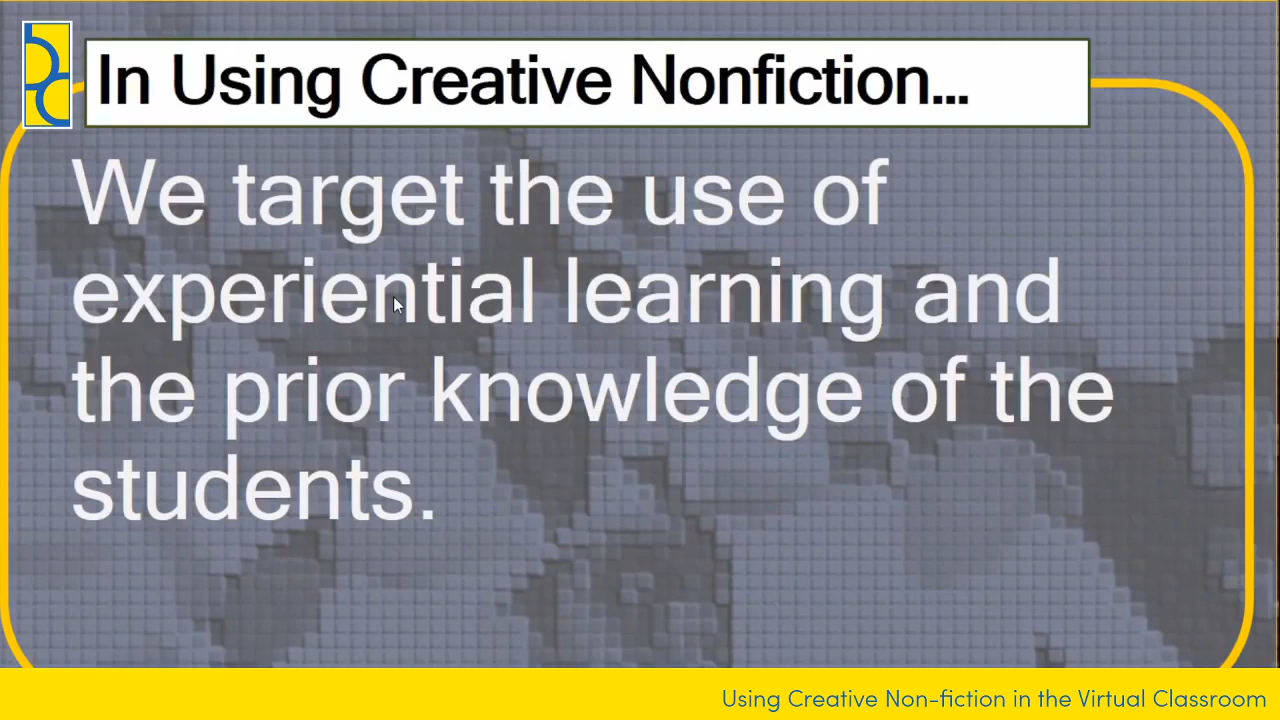 In Using Creative Nonfiction...
We target the use of
experiential learning and
the prior knowledge of the
students.
Using Creative Non-fiction in the Virtual Classroom